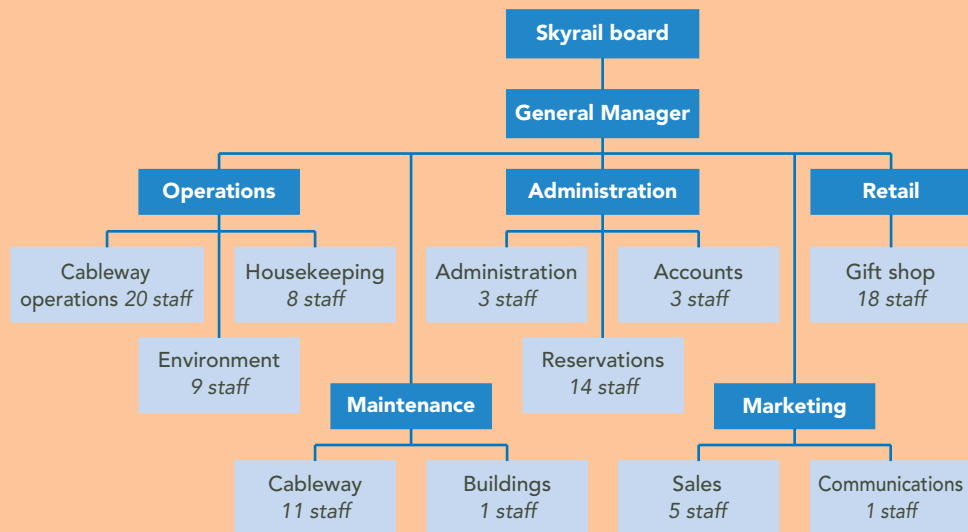 Skyrail board
General Manager
Operations
Administration
Retail
Cableway
operations 20 staff
Housekeeping
8 staff
Administration
3 staff
Accounts
3 staff
Gift shop
18 staff
Environment
9 staff
Reservations
14 staff
Maintenance
Marketing
Cableway
11 staff
Buildings
1 staff
Sales
5 staff
Communications
1 staff